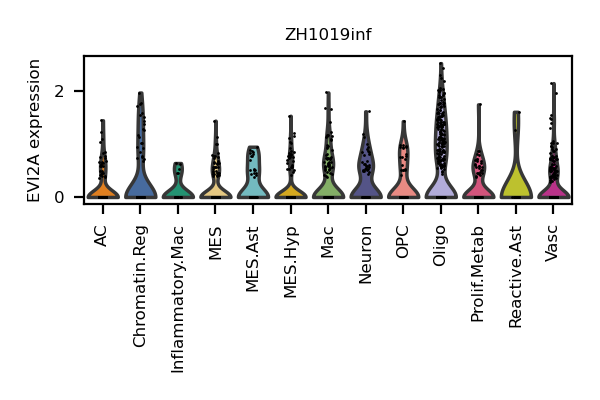 ZH1019inf
EVI2A expression
2
0
AC
Chromatin.Reg
Inflammatory.Mac
MES
MES.Ast
MES.Hyp
Mac
Neuron
OPC
Oligo
Prolif.Metab
Reactive.Ast
Vasc